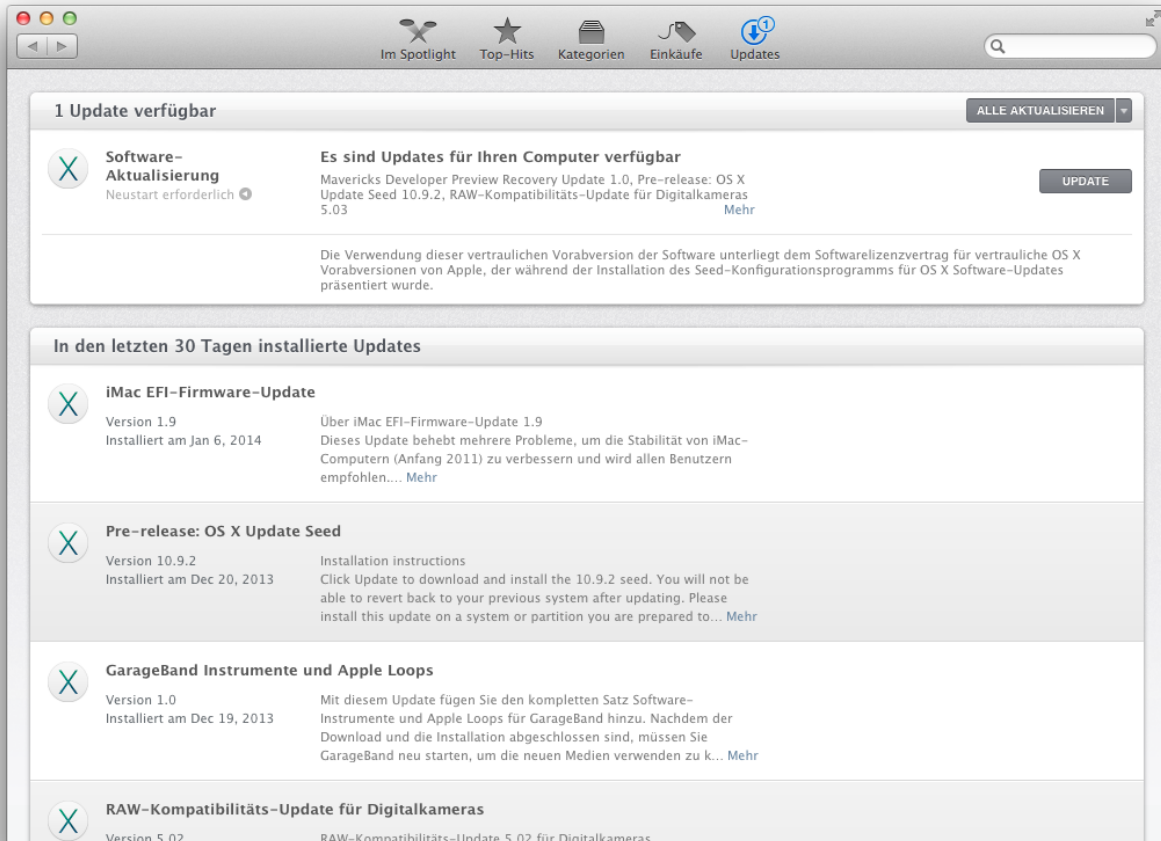 Im Spotlight
Top-Hits
Kategorien
Einkäufe
Updates
1
1 Update verfügbar
ALLE AKTUALISIEREN
Software-
Aktualisierung
Neustart erforderlich
Es sind Updates für Ihren Computer verfügbar
Mavericks Developer Preview Recovery Update 1.0, Pre-release: OS X
Update Seed 10.9.2, RAW-Kompatibilitäts-Update für Digitalkameras
5.03 Mehr
UPDATE
Die Verwendung dieser vertraulichen Vorabversion der Software unterliegt dem Softwarelizenzvertrag für vertrauliche OS X
Vorabversionen von Apple, der während der Installation des Seed-Konfigurationsprogramms für OS X Software-Updates
präsentiert wurde.
In den letzten 30 Tagen installierte Updates
iMac EFI-Firmware-Update
Version 1.9
Installiert am Jan 6, 2014
Über iMac EFI-Firmware-Update 1.9
Dieses Update behebt mehrere Probleme, um die Stabilität von iMac-
Computern (Anfang 2011) zu verbessern und wird allen Benutzern
empfohlen.... Mehr
Pre-release: OS X Update Seed
Version 10.9.2
Installiert am Dec 20, 2013
Installation instructions
Click Update to download and install the 10.9.2 seed. You will not be
able to revert back to your previous system after updating. Please
install this update on a system or partition you are prepared to... Mehr
GarageBand Instrumente und Apple Loops
Version 1.0
Installiert am Dec 19, 2013
Mit diesem Update fügen Sie den kompletten Satz Software-
Instrumente und Apple Loops für GarageBand hinzu. Nachdem der
Download und die Installation abgeschlossen sind, müssen Sie
GarageBand neu starten, um die neuen Medien verwenden zu k... Mehr
RAW-Kompatibilitäts-Update für Digitalkameras
Version 5.02
RAW-Kompatibilitäts-Update 5.02 für Digitalkameras